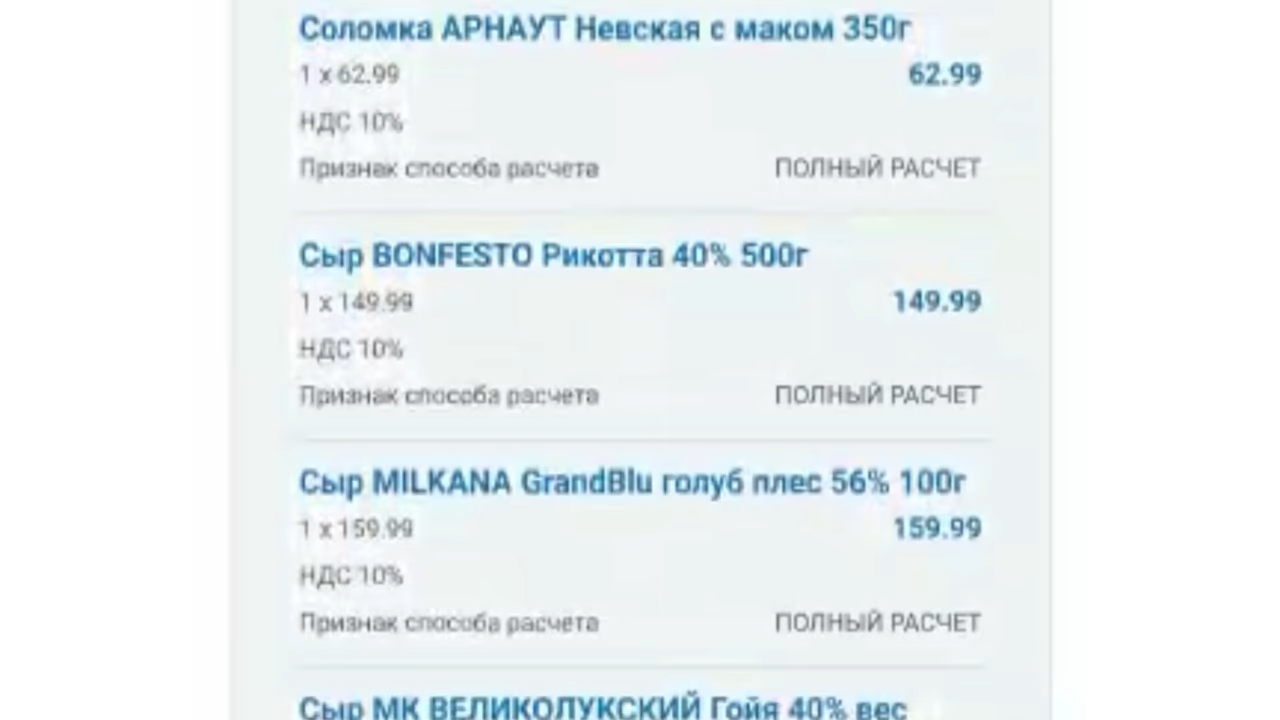 Соломка АРНАУТ Невская с маком 350г
1 x 62.99 62.99
НДС 10%
Признак способа расчета ПОЛНЫЙ РАСЧЕТ
Сыр BONFESTO Рикотта 40% 500г
1 x 149.99 149.99
НДС 10%
Признак способа расчета ПОЛНЫЙ РАСЧЕТ
Сыр MILKANA GrandBlu голуб плес 56% 100г
1 x 159.99 159.99
НДС 10%
Признак способа расчета ПОЛНЫЙ РАСЧЕТ
Сыр МК ВЕЛИКОЛУКСКИЙ Гойя 40% вес